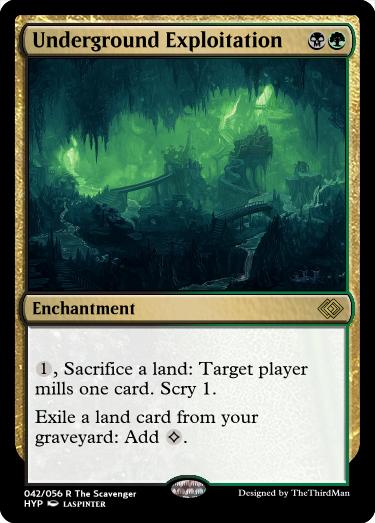 Underground Exploitation
Enchantment
1, Sacrifice a land: Target player
mills one card. Scry 1.
Exile a land card from your
graveyard: Add .
042/056 R The Scavenger
HYP LASPINTER
Designed by TheThirdMan